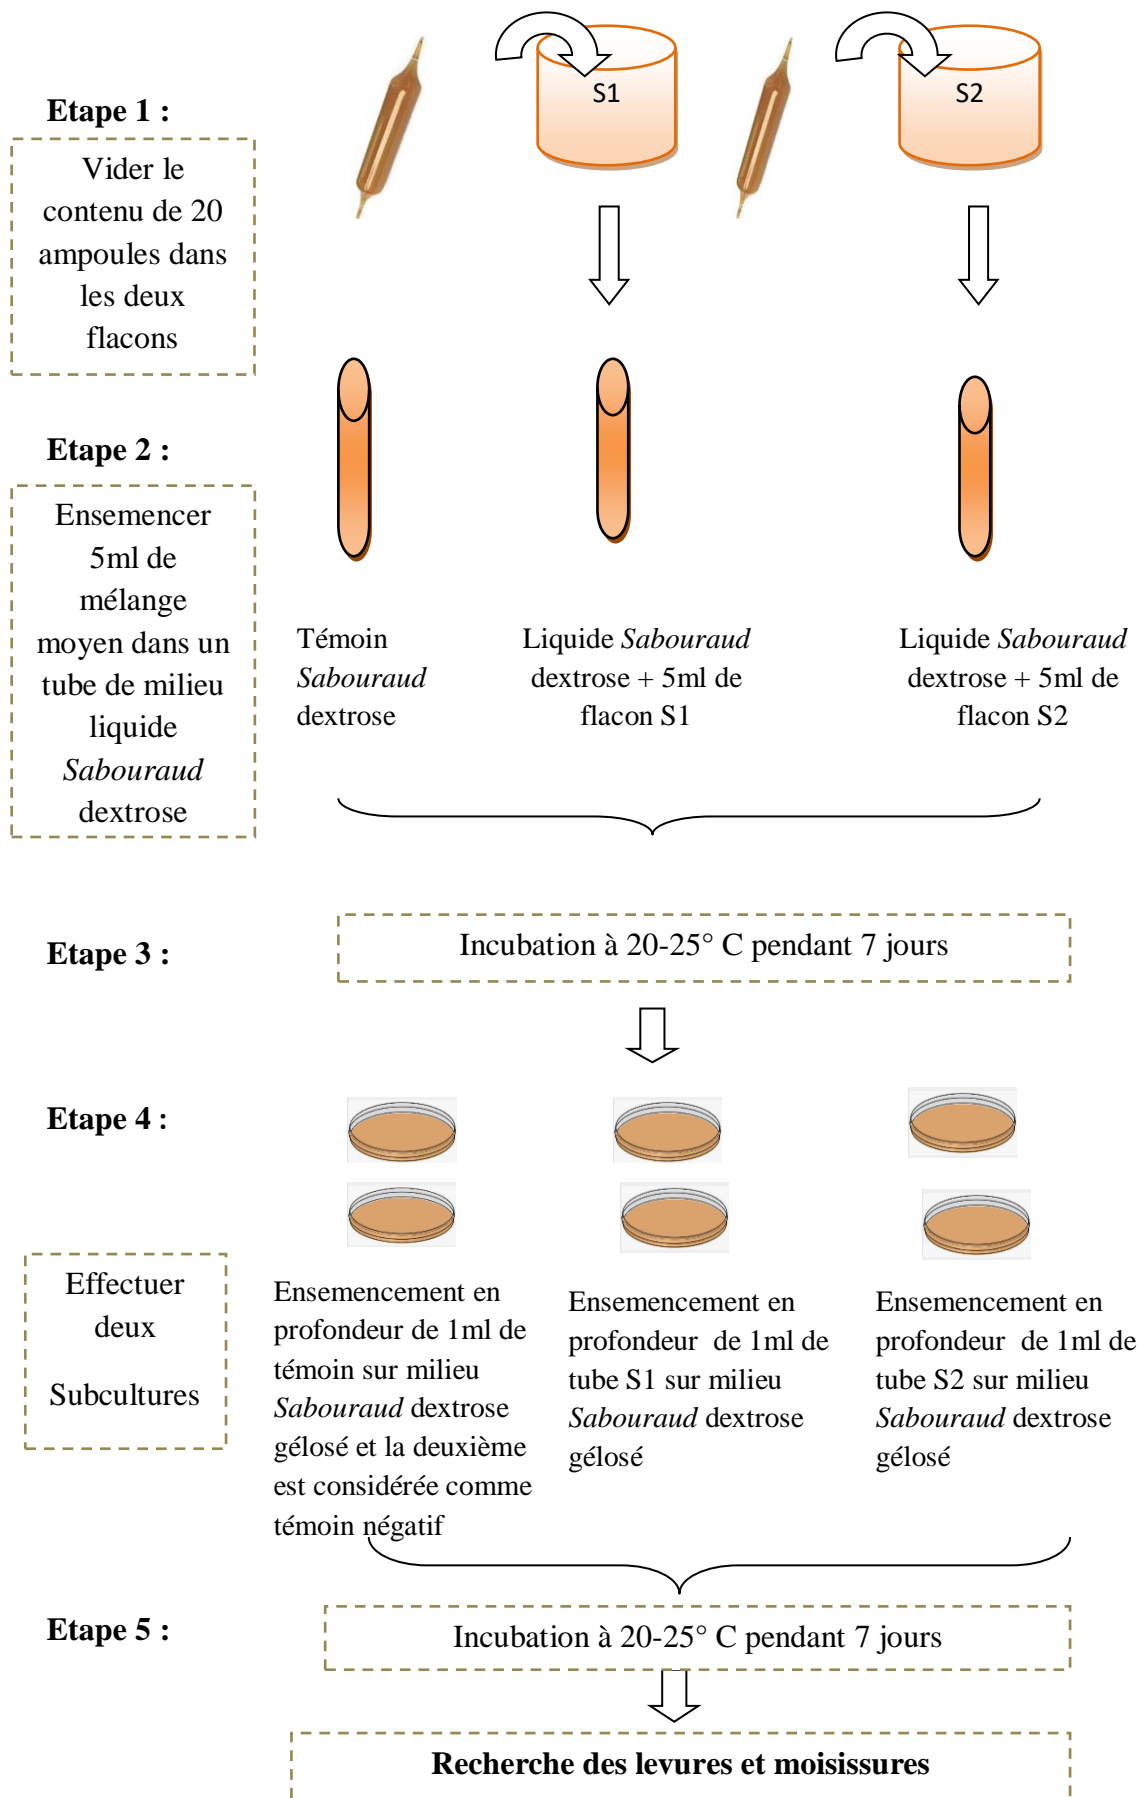 S1
S2
Etape 1 :
Vider le
contenu de 20
ampoules dans
les deux
flacons
Etape 2 :
Ensemencer
5ml de
mélange
moyen dans un
tube de milieu
liquide
Sabouraud
dextrose
Témoin
Sabouraud
dextrose
Liquide Sabouraud
dextrose + 5ml de
flacon S1
Liquide Sabouraud
dextrose + 5ml de
flacon S2
Etape 3 :
Incubation à 20-25° C pendant 7 jours
Etape 4 :
Effectuer
deux
Subcultures
Ensemencement en
profondeur de 1ml de
témoin sur milieu
Sabouraud dextrose
gélosé et la deuxième
est considérée comme
témoin négatif
Ensemencement en
profondeur de 1ml de
tube S1 sur milieu
Sabouraud dextrose
gélosé
Ensemencement en
profondeur de 1ml de
tube S2 sur milieu
Sabouraud dextrose
gélosé
Etape 5 :
Incubation à 20-25° C pendant 7 jours
Recherche des levures et moisissures